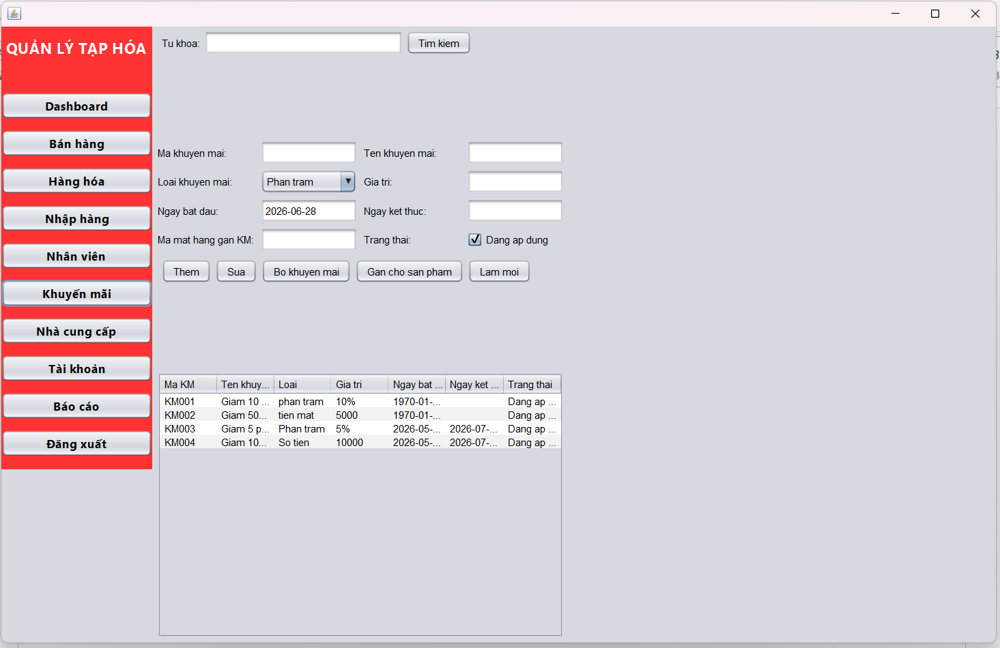 QUẢN LÝ TẠP HÓA
Dashboard
Bán hàng
Hàng hóa
Nhập hàng
Nhân viên
Khuyến mãi
Nhà cung cấp
Tài khoản
Báo cáo
Đăng xuất
Tu khoa: Tim kiem
Ma khuyen mai: Ten khuyen mai:
Loai khuyen mai: Phan tram Gia tri:
Ngay bat dau: 2026-06-28 Ngay ket thuc:
Ma mat hang gan KM: Trang thai: Dang ap dung
Them Sua Bo khuyen mai Gan cho san pham Lam moi
Ma KM Ten khuy... Loai Gia tri Ngay bat ... Ngay ket ... Trang thai
KM001 Giam 10 ... phan tram 10% 1970-01-... Dang ap ...
KM002 Giam 50... tien mat 5000 1970-01-... Dang ap ...
KM003 Giam 5 p... Phan tram 5% 2026-05-... 2026-07-... Dang ap ...
KM004 Giam 10... So tien 10000 2026-05-... 2026-07-... Dang ap ...